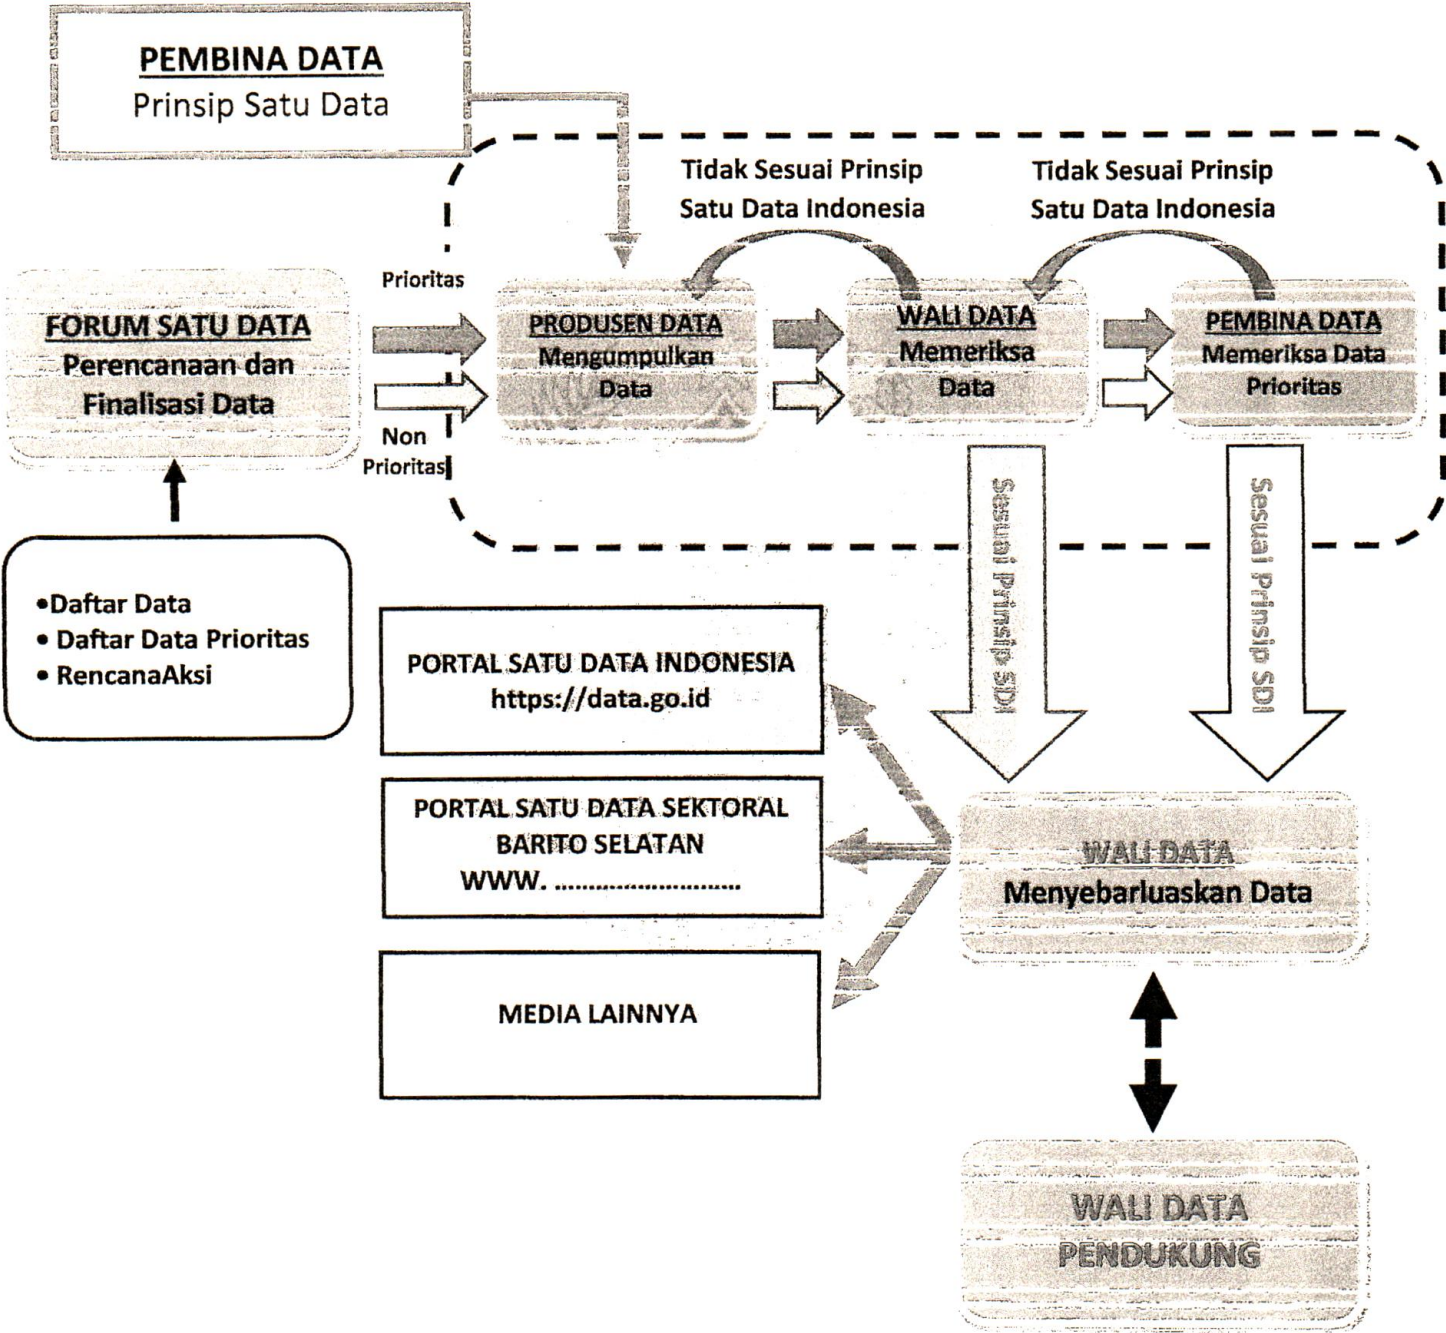 PEMBINA DATA
Prinsip Satu Data
Tidak Sesuai Prinsip
Satu Data Indonesia
Tidak Sesuai Prinsip
Satu Data Indonesia
FORUM SATU DATA
Perencanaan dan
Finalisasi Data
Prioritas
Non
Prioritas
PRODUSEN DATA
Mengumpulkan
Data
WALI DATA
Memeriksa
Data
PEMBINA DATA
Memeriksa Data
Prioritas
Sesuai Prinsip SDI
Sesuai Prinsip SDI
•Daftar Data
• Daftar Data Prioritas
• RencanaAksi
PORTAL SATU DATA INDONESIA
https://data.go.id
PORTAL SATU DATA SEKTORAL
BARITO SELATAN
WWW. ...........................
MEDIA LAINNYA
WALI DATA
Menyebarluaskan Data
WALI DATA
PENDUKUNG